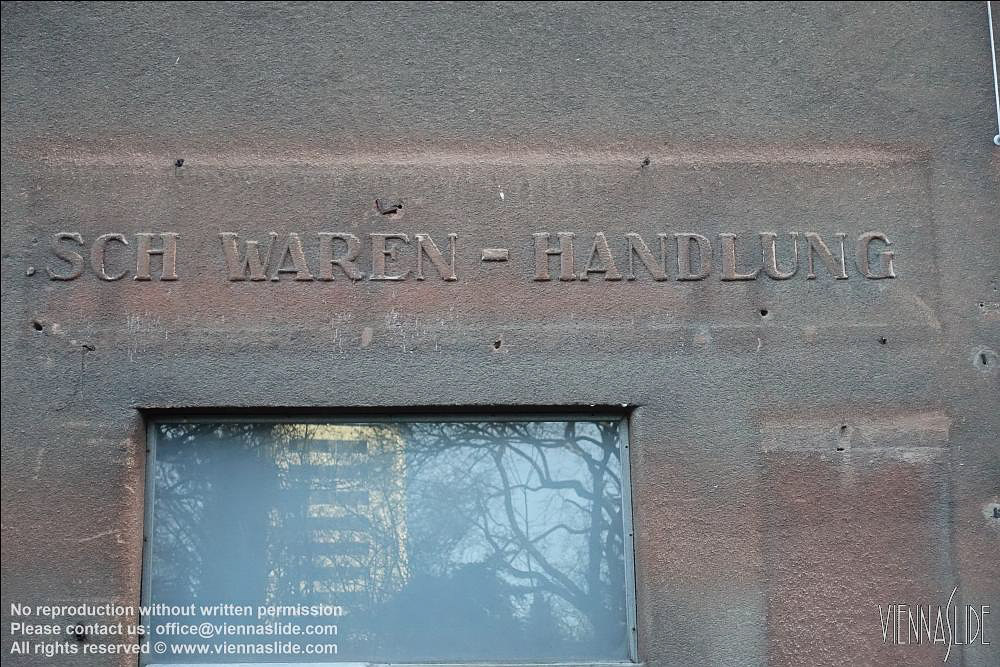 SCH WAREN - HANDLUNG
No reproduction without written permission
Please contact us: office@viennaslide.com
All rights reserved © www.viennaslide.com
VIENNASLIDE